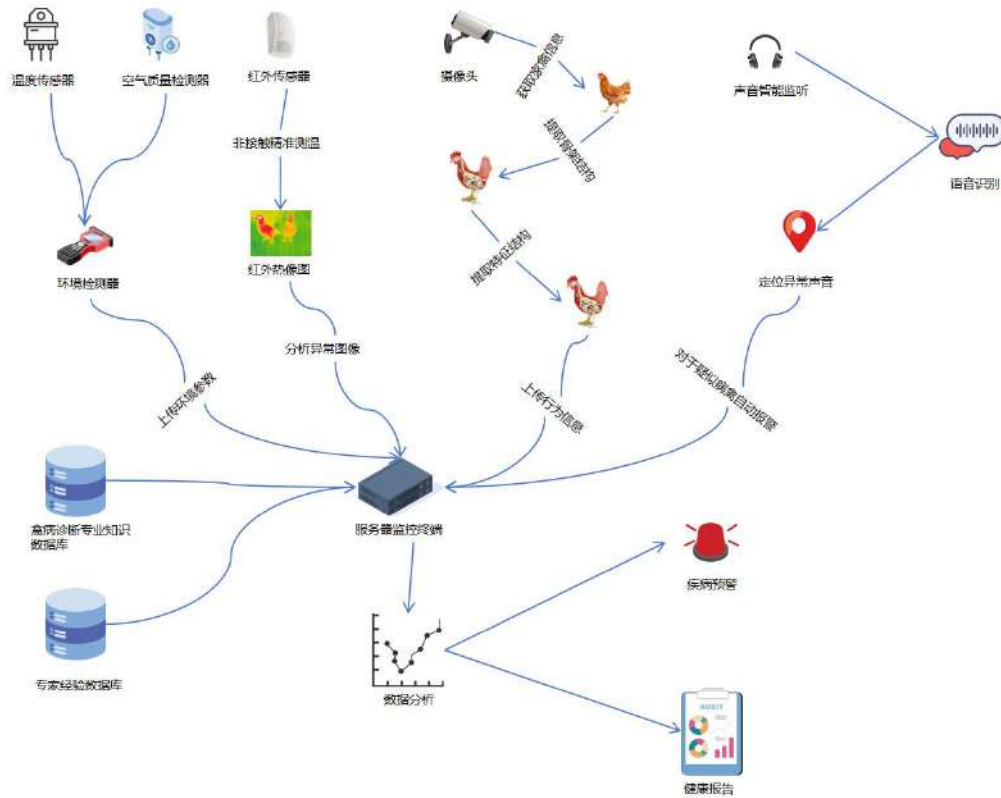 温度传感器
空气质量检测器
红外传感器
摄像头
获取家禽信息
声音智能监听
语音识别
非接触精准测温
提取骨架结构
提取特征结构
环境检测器
红外热像图
定位异常声音
上传环境参数
分析异常图像
上传行为信息
对于疑似病禽自动报警
盒病诊断专业知识
数据库
服务器监控终端
疾病预警
专家经验数据库
数据分析
AUDIT
健康报告